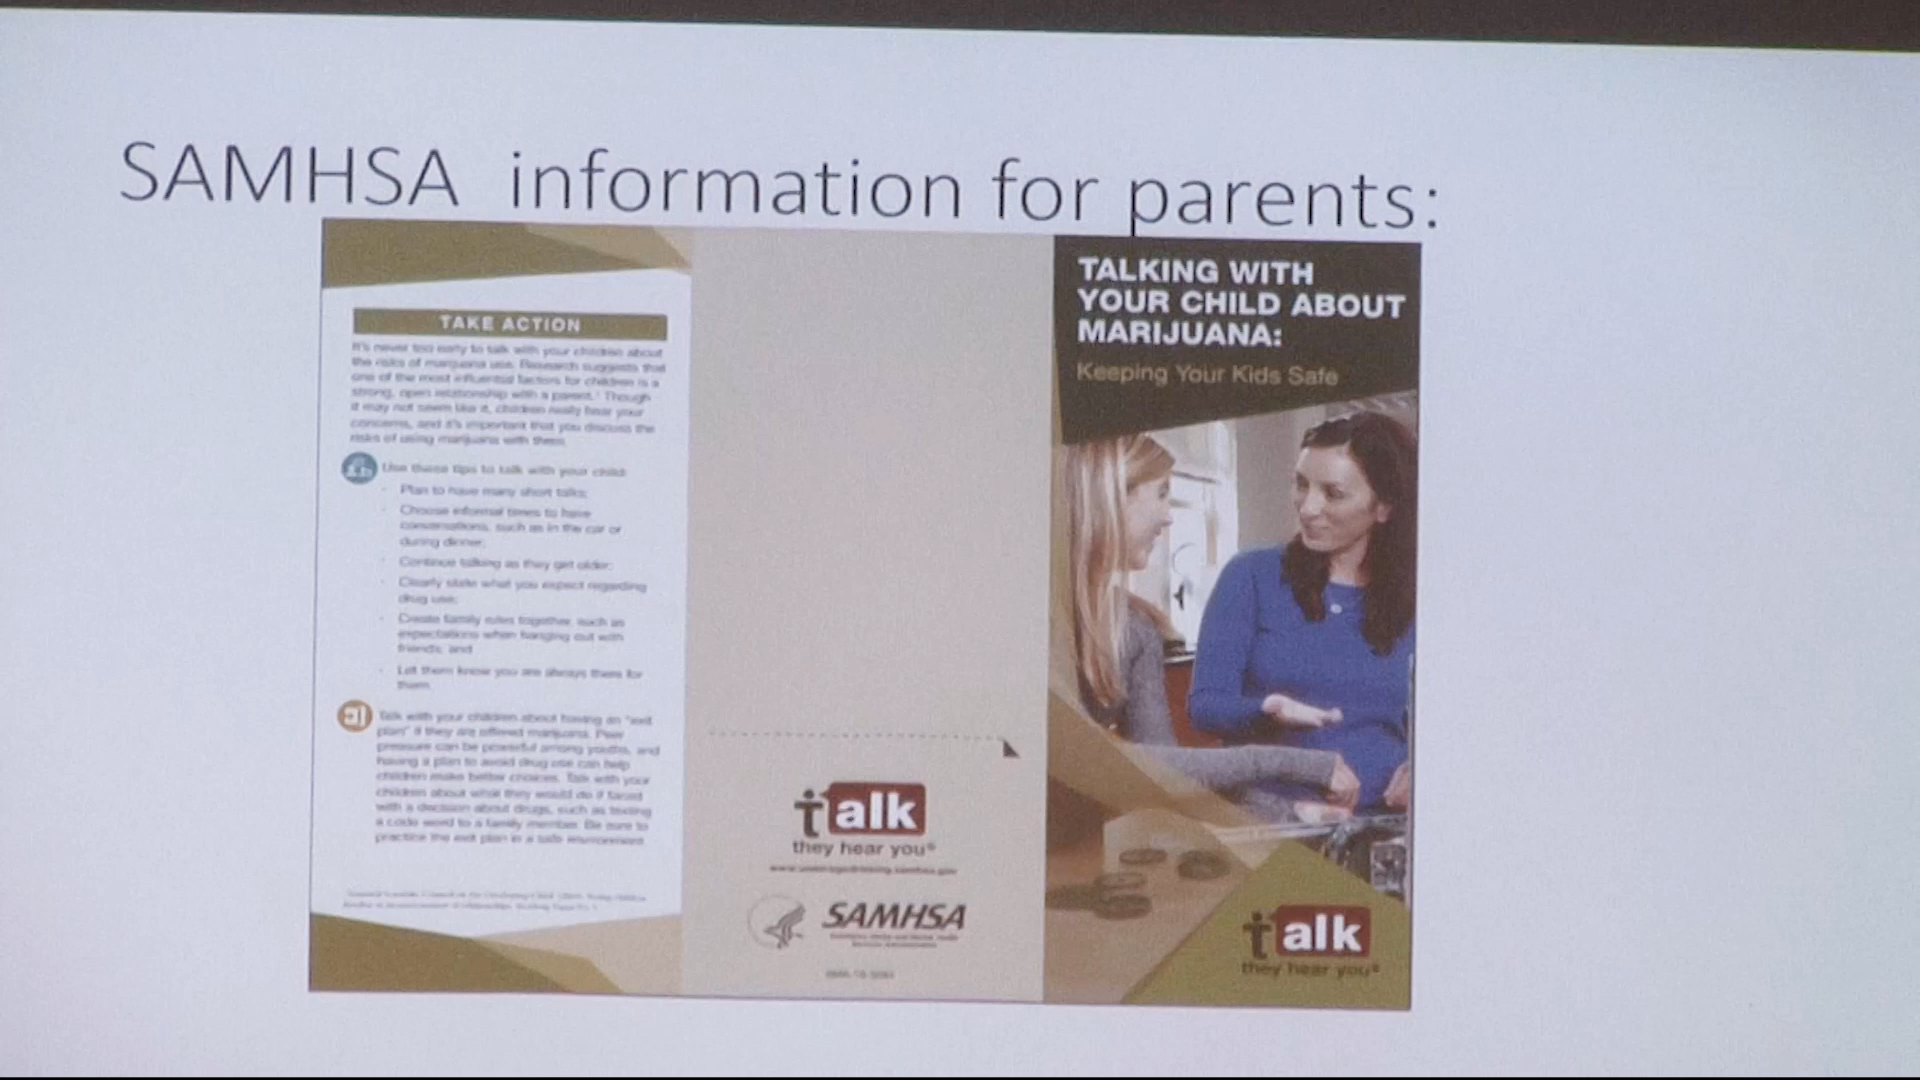 SAMHSA information for parents:
TAKE ACTION
It's never too early to talk with your children about
the risks of marijuana use. Research suggests that
one of the most influential factors for children is a
strong, open relationship with a parent.¹ Though
it may not seem like it, children really hear your
concerns, and it's important that you discuss the
risks of using marijuana with them.
Use these tips to talk with your child:
· Plan to have many short talks;
· Choose informal times to have
conversations, such as in the car or
during dinner;
· Continue talking as they get older;
· Clearly state what you expect regarding
drug use;
· Create family rules together, such as
expectations when hanging out with
friends; and
· Let them know you are always there for
them.
Talk with your children about having an "exit
plan" if they are offered marijuana. Peer
pressure can be powerful among youths, and
having a plan to avoid drug use can help
children make better choices. Talk with your
children about what they would do if faced
with a decision about drugs, such as texting
a code word to a family member. Be sure to
practice the exit plan in a safe environment
talk
they hear you®
www.underagedrinking.samhsa.gov
SAMHSA
TALKING WITH
YOUR CHILD ABOUT
MARIJUANA:
Keeping Your Kids Safe
talk
they hear you®